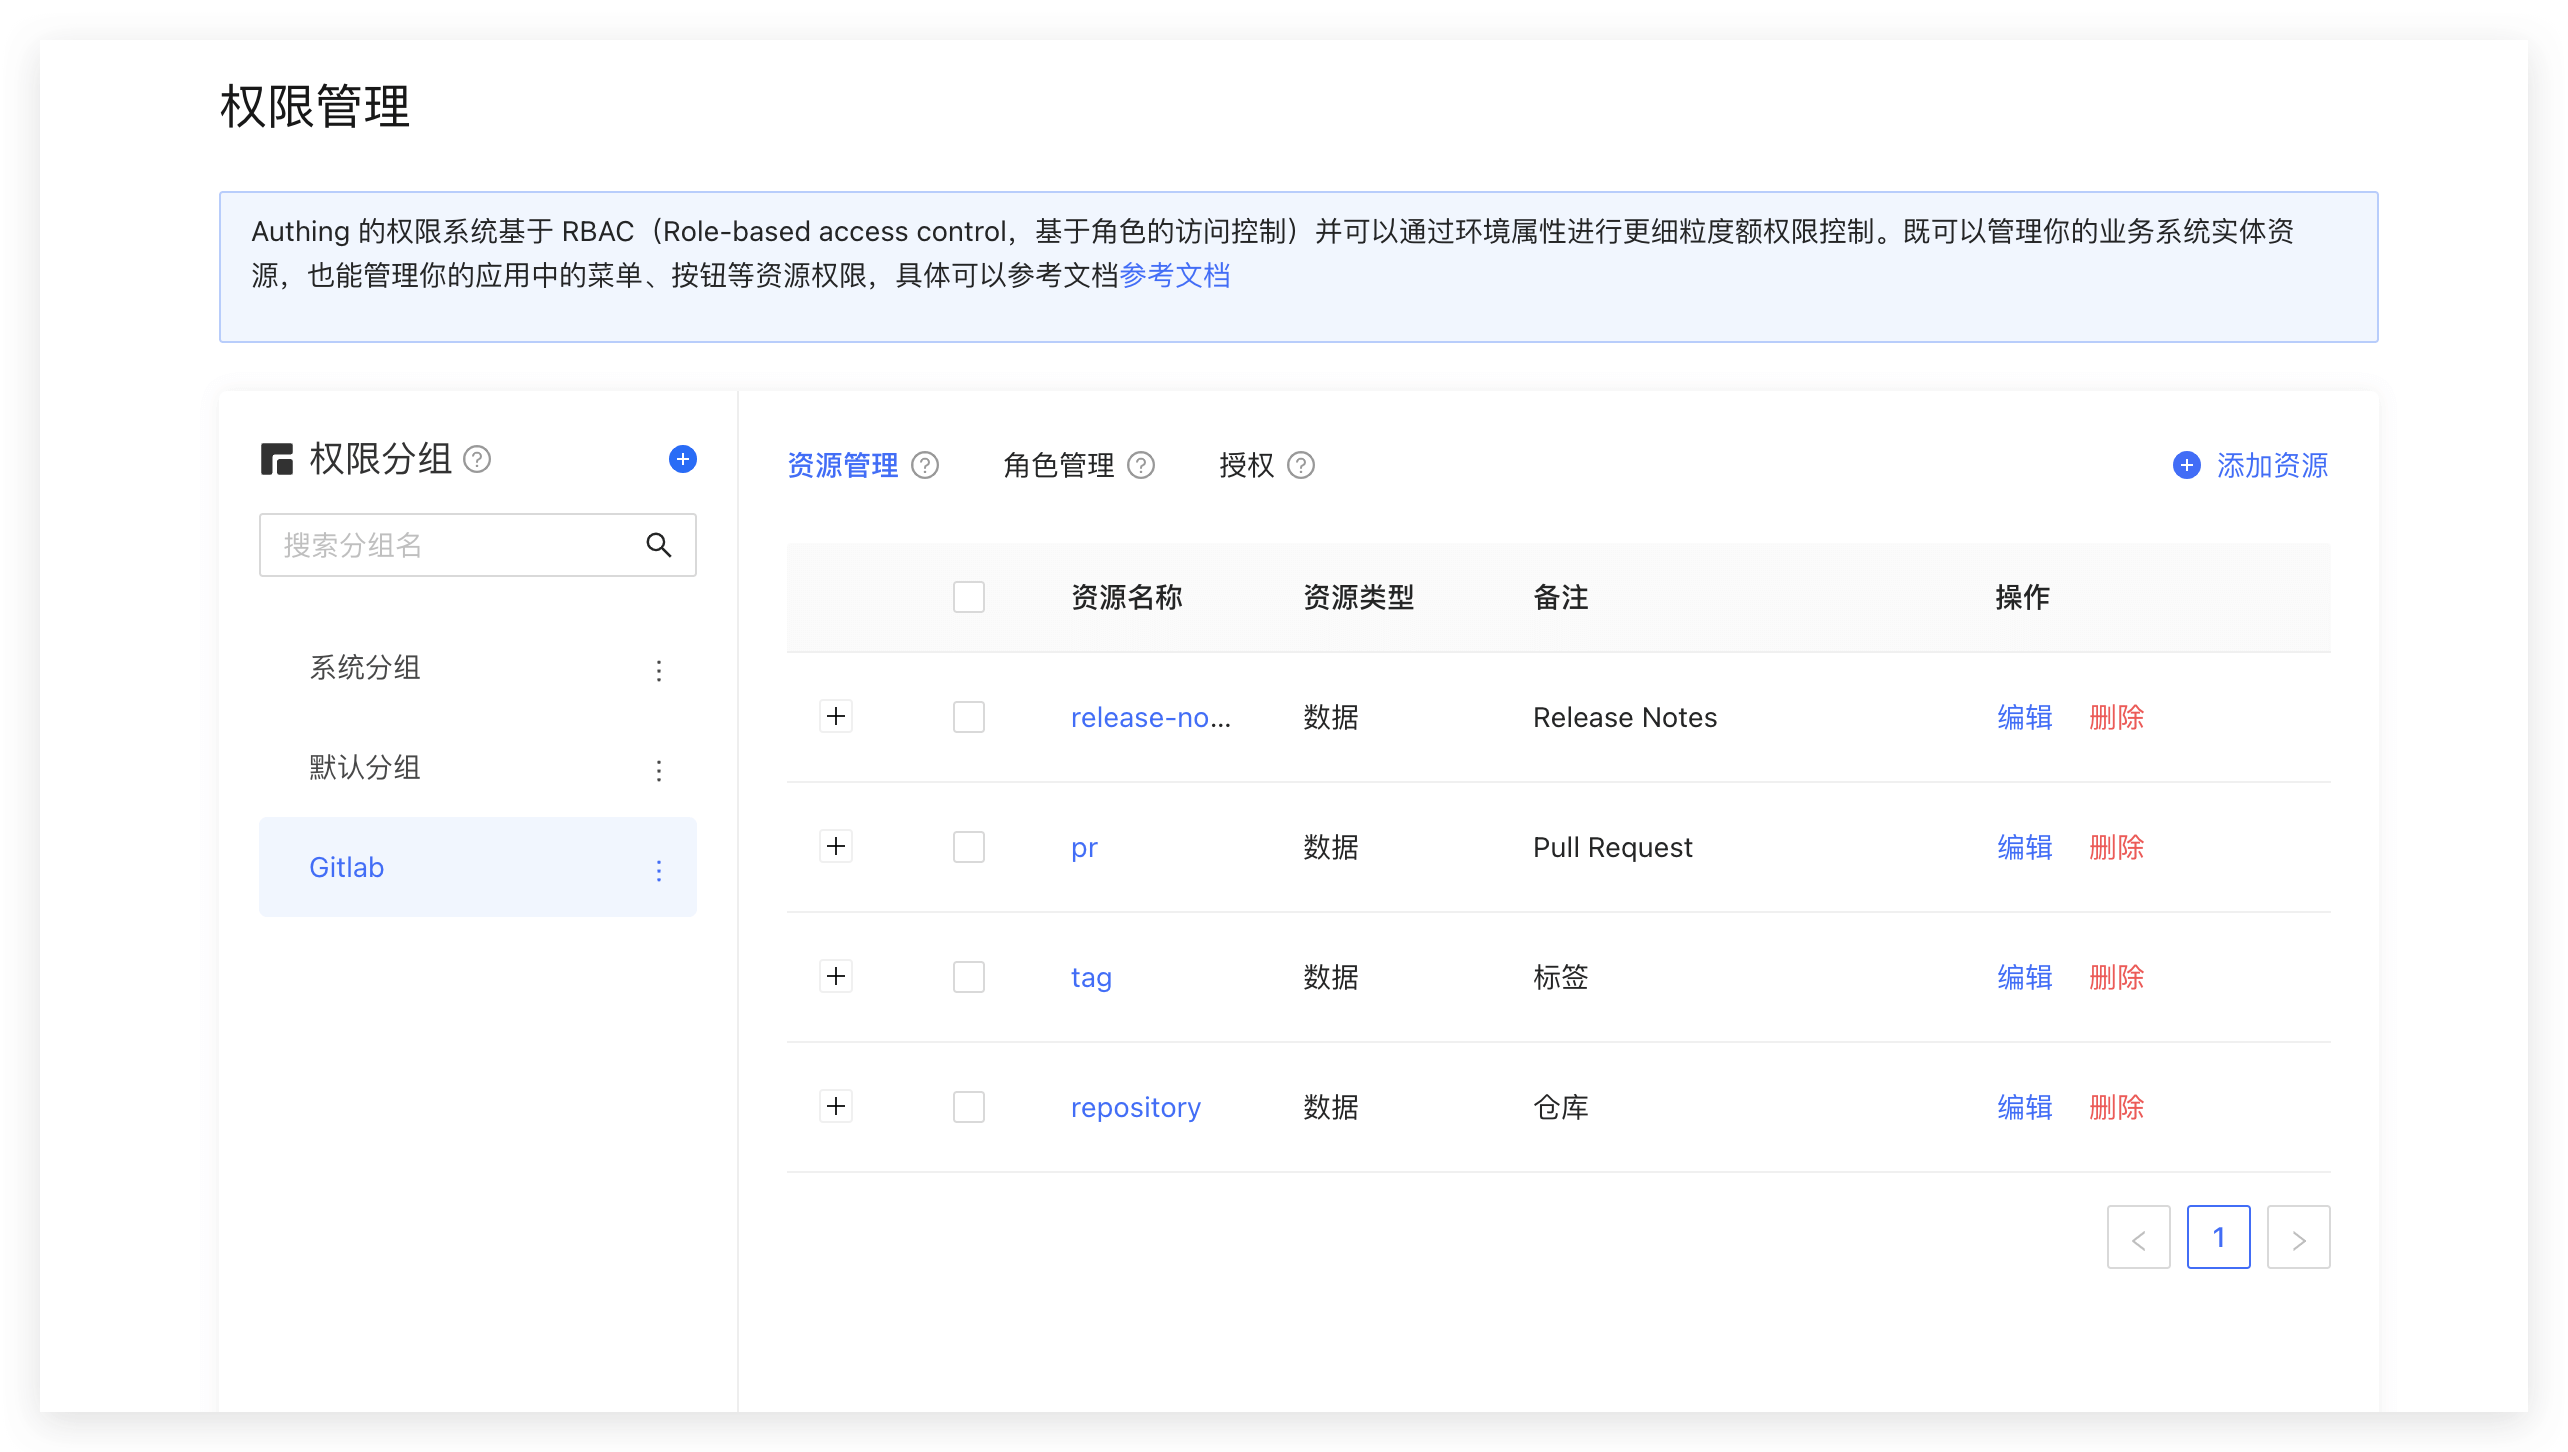 权限管理
Authing 的权限系统基于 RBAC（Role-based access control，基于角色的访问控制）并可以通过环境属性进行更细粒度额权限控制。既可以管理你的业务系统实体资
源，也能管理你的应用中的菜单、按钮等资源权限，具体可以参考文档参考文档
权限分组
搜索分组名
系统分组
默认分组
Gitlab
资源管理 角色管理 授权 添加资源
资源名称 资源类型 备注 操作
release-no... 数据 Release Notes 编辑 删除
pr 数据 Pull Request 编辑 删除
tag 数据 标签 编辑 删除
repository 数据 仓库 编辑 删除
1